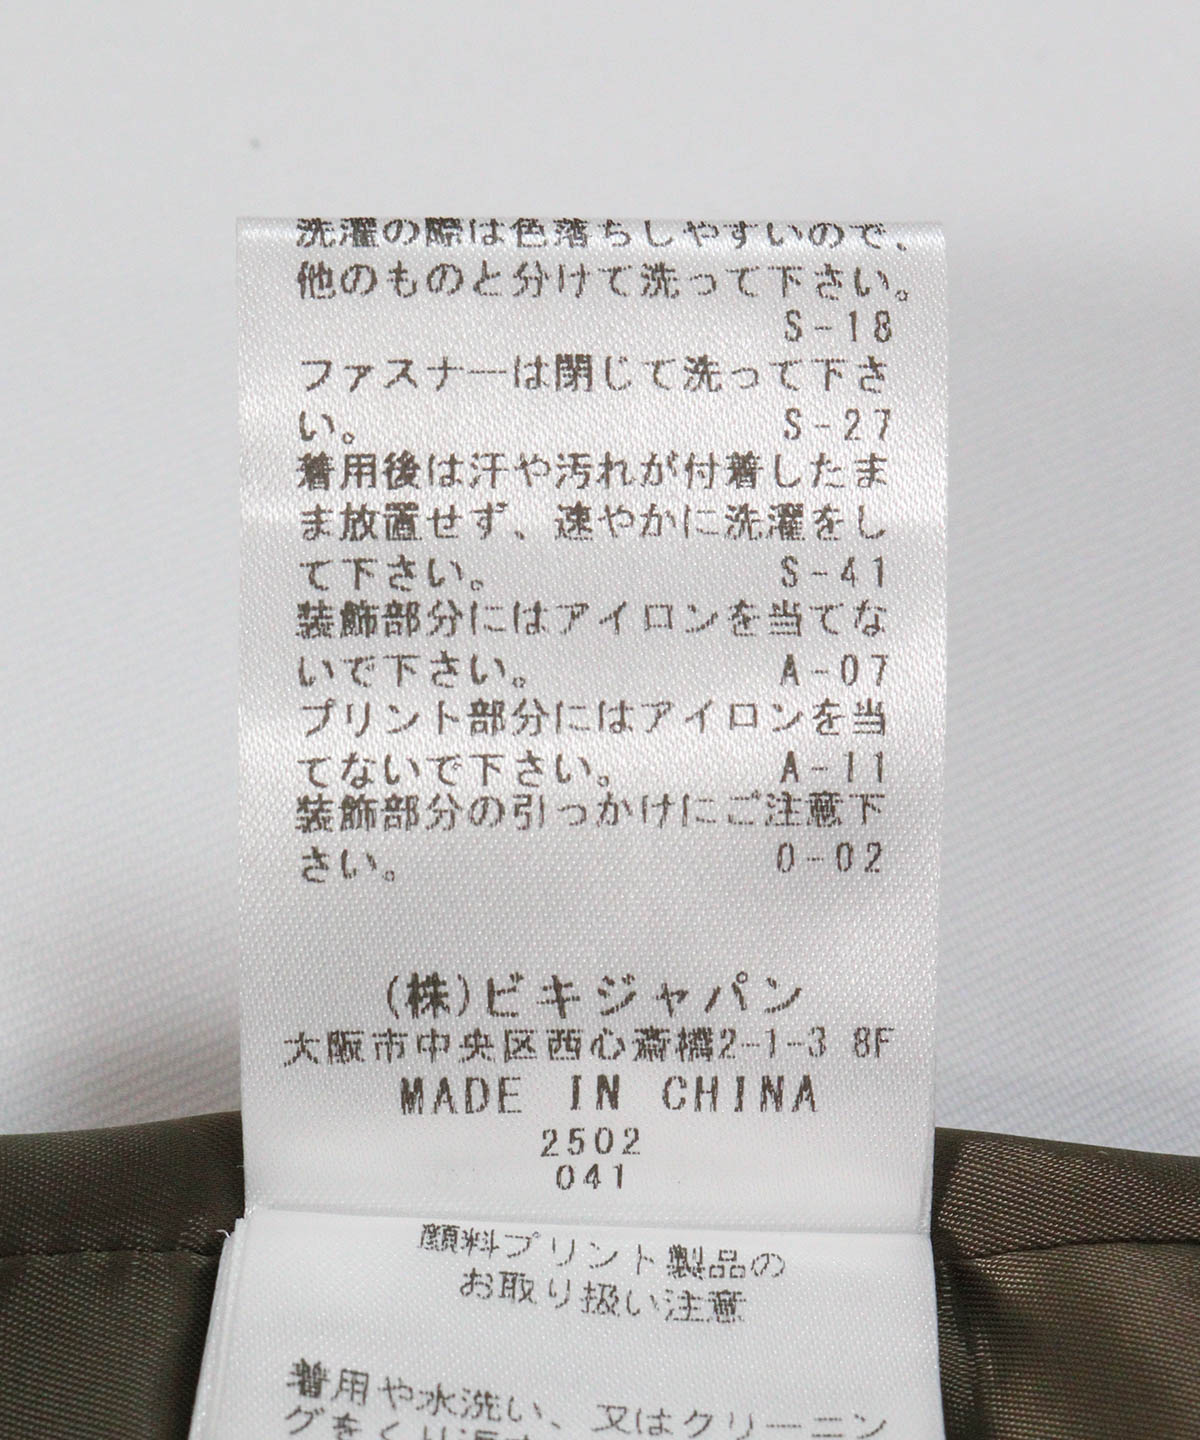 洗濯の際は色落ちしやすいので、
他のものと分けて洗って下さい。
S-18
ファスナーは閉じて洗って下さ
い。 S-27
着用後は汗や汚れが付着したま
ま放置せず、速やかに洗濯をし
て下さい。 S-41
装飾部分にはアイロンを当てな
いで下さい。 A-07
プリント部分にはアイロンを当
てないで下さい。 A-11
装飾部分の引っかけにご注意下
さい。 O-02
(株)ビキジャパン
大阪市中央区西心斎橋2-1-3 8F
MADE IN CHINA
2502
041
顔料プリント製品の
お取り扱い注意
着用や水洗い、又はクリーニン
グをくり返す